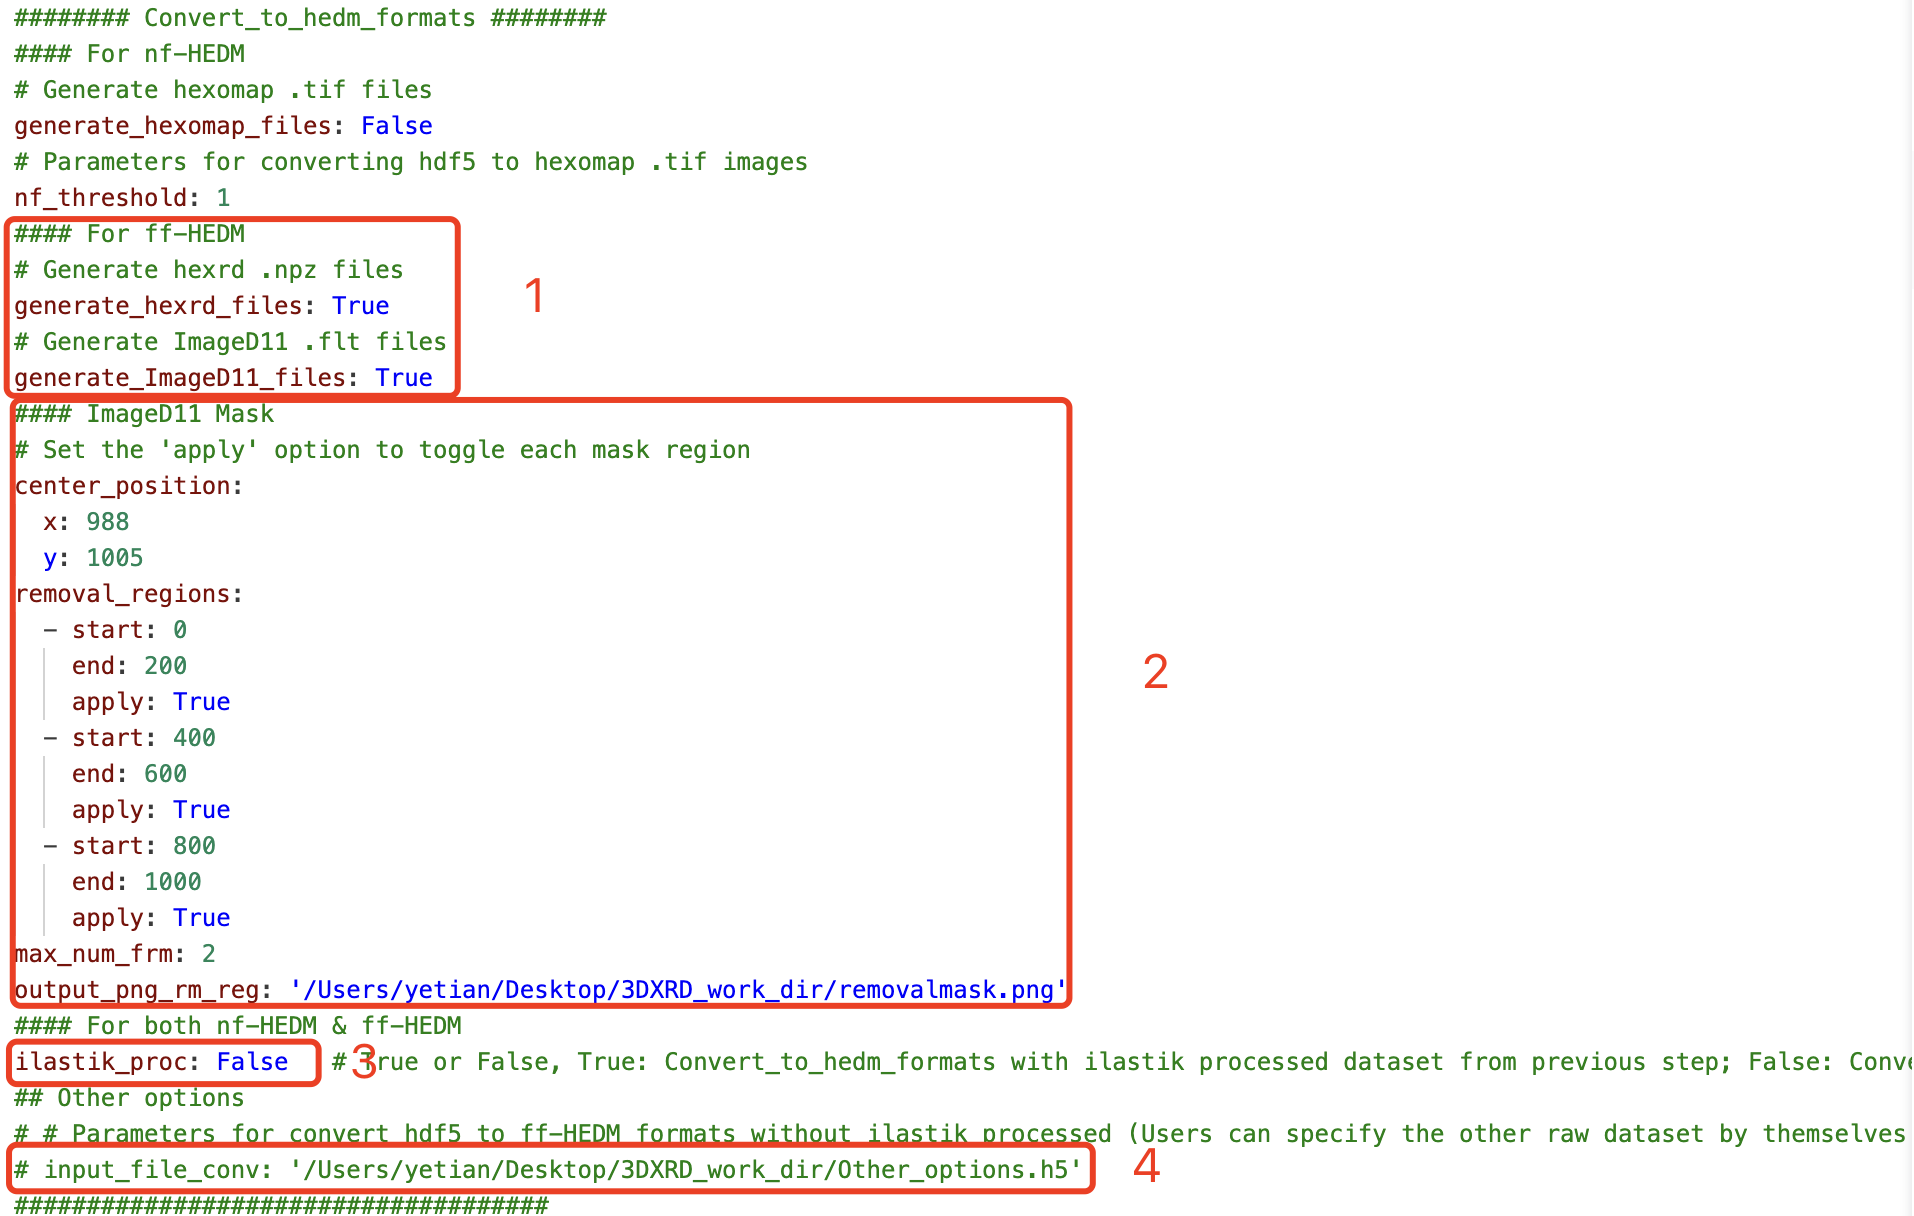 ######## Convert_to_hedm_formats ########
#### For nf-HEDM
# Generate hexomap .tif files
generate_hexomap_files: False
# Parameters for converting hdf5 to hexomap .tif images
nf_threshold: 1
#### For ff-HEDM
# Generate hexrd .npz files
generate_hexrd_files: True
1
# Generate ImageD11 .flt files
generate_ImageD11_files: True
#### ImageD11 Mask
# Set the 'apply' option to toggle each mask region
center_position:
  x: 988
  y: 1005
removal_regions:
  - start: 0
    end: 200
2
    apply: True
  - start: 400
    end: 600
    apply: True
  - start: 800
    end: 1000
    apply: True
max_num_frm: 2
output_png_rm_reg: '/Users/yetian/Desktop/3DXRD_work_dir/removalmask.png'
#### For both nf-HEDM & ff-HEDM
ilastik_proc: False  # True or False, True: Convert_to_hedm_formats with ilastik processed dataset from previous step; False:
3
## Other options
# # Parameters for convert hdf5 to ff-HEDM formats without ilastik processed (Users can specify the other raw dataset by themselves
# input_file_conv: '/Users/yetian/Desktop/3DXRD_work_dir/Other_options.h5'
4
#####################################